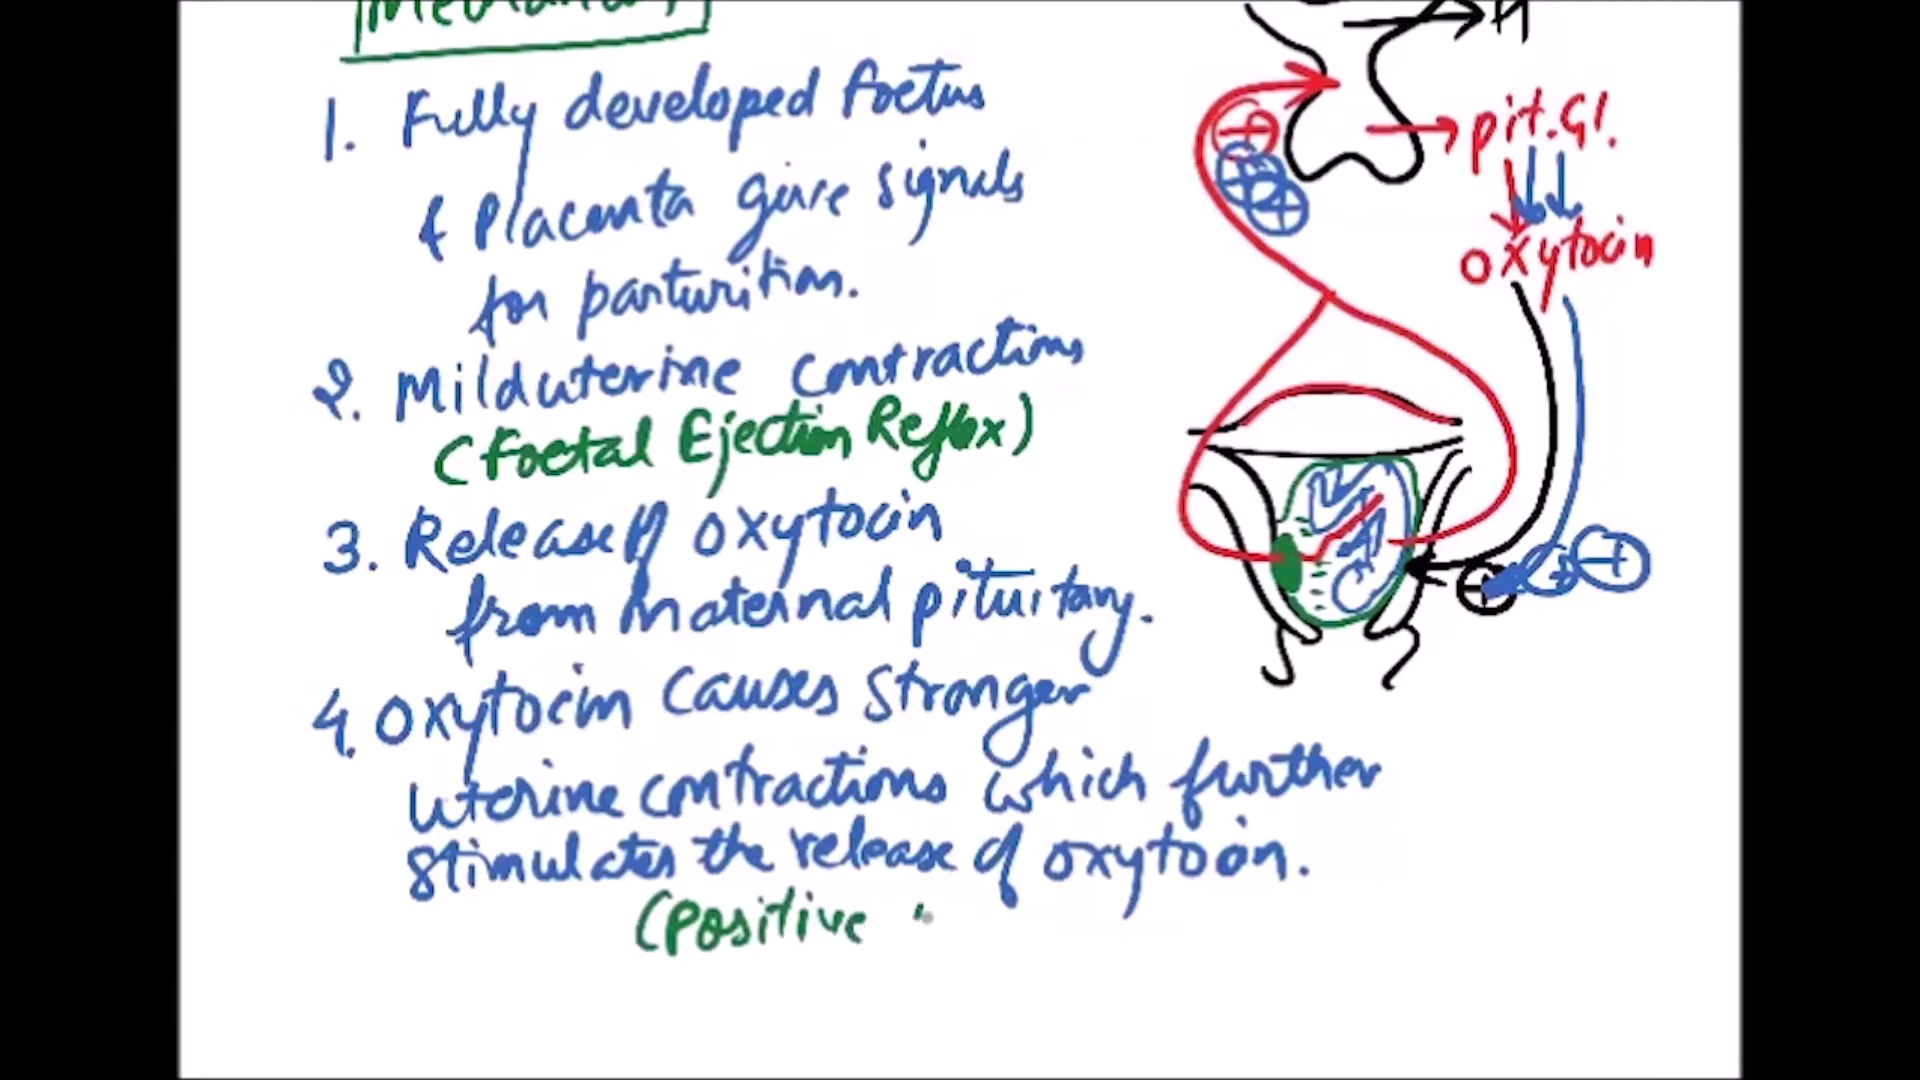 Mechanism
1. Fully developed foetus
& Placenta give signals
for parturition.
2. Mild uterine contractions
(Foetal Ejection Reflex)
3. Release of oxytocin
from maternal pituitary.
4. Oxytocin causes stronger
uterine contractions which further
stimulates the release of oxytocin.
(Positive
H
pit. Gl.
oxytocin